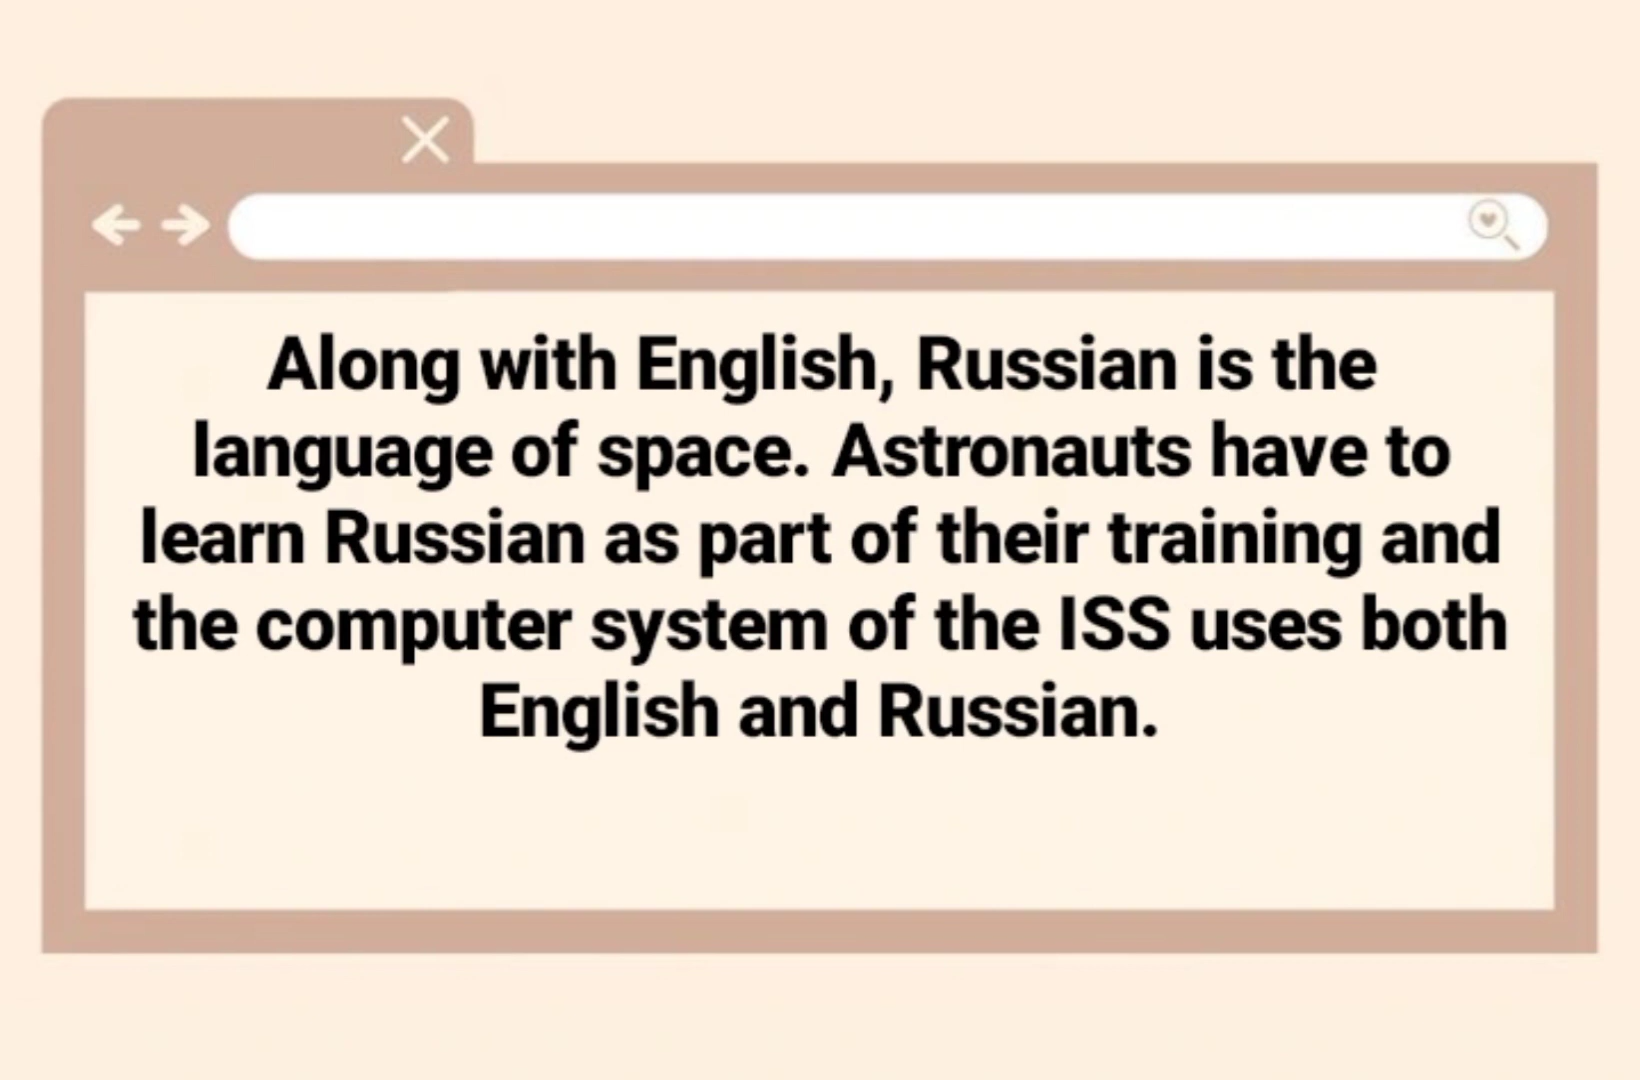 Along with English, Russian is the
language of space. Astronauts have to
learn Russian as part of their training and
the computer system of the ISS uses both
English and Russian.